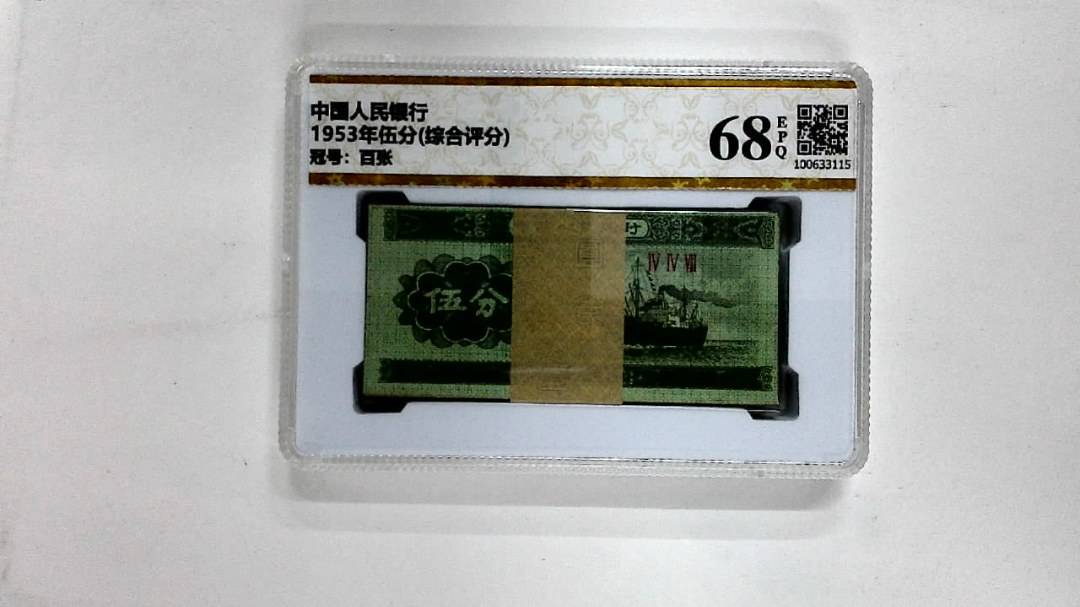 中国人民银行
1953年伍分(综合评分)
冠号：百张
68
EPQ
100633115
伍分
Ⅳ Ⅳ Ⅷ